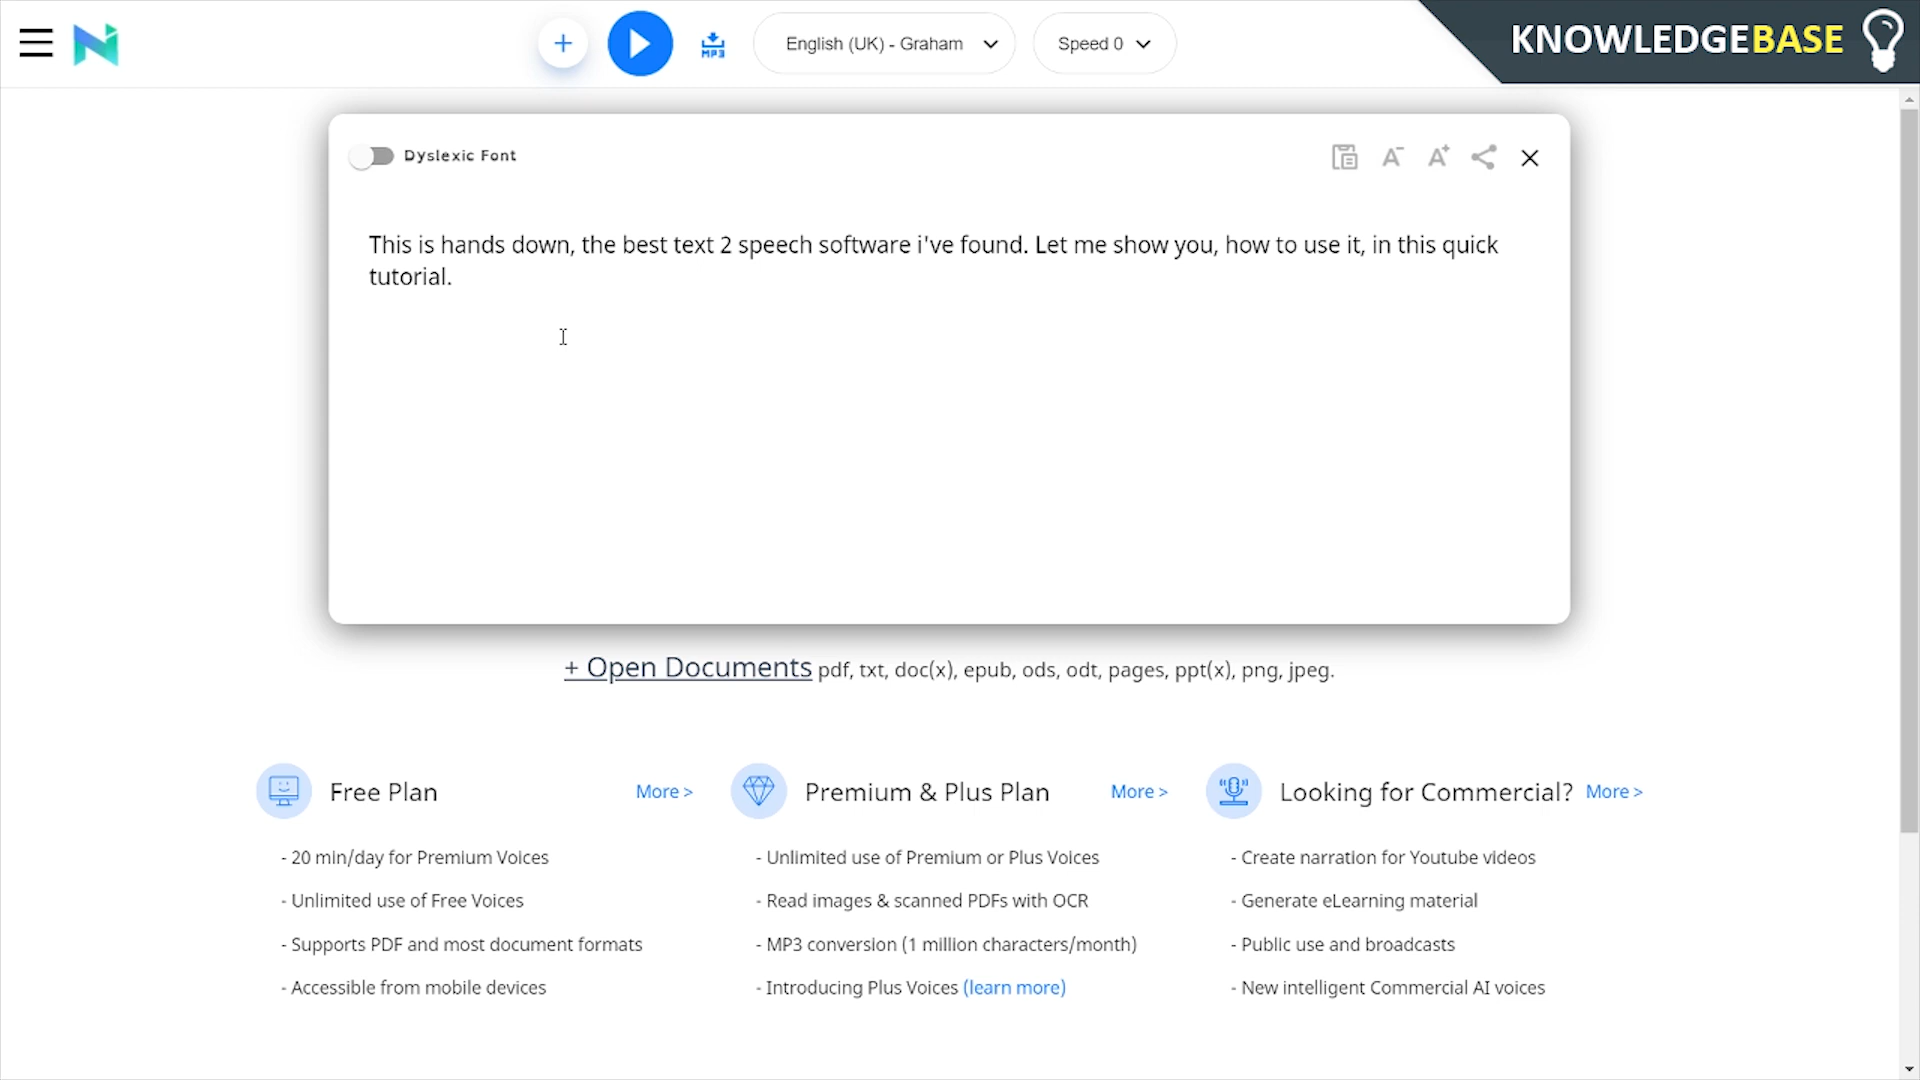 MP3
English (UK) - Graham
Speed 0
KNOWLEDGEBASE
Dyslexic Font
A-
A+
This is hands down, the best text 2 speech software i've found. Let me show you, how to use it, in this quick
tutorial.
+ Open Documents pdf, txt, doc(x), epub, ods, odt, pages, ppt(x), png, jpeg.
Free Plan
More >
- 20 min/day for Premium Voices
- Unlimited use of Free Voices
- Supports PDF and most document formats
- Accessible from mobile devices
Premium & Plus Plan
More >
- Unlimited use of Premium or Plus Voices
- Read images & scanned PDFs with OCR
- MP3 conversion (1 million characters/month)
- Introducing Plus Voices (learn more)
Looking for Commercial?
More >
- Create narration for Youtube videos
- Generate eLearning material
- Public use and broadcasts
- New intelligent Commercial AI voices